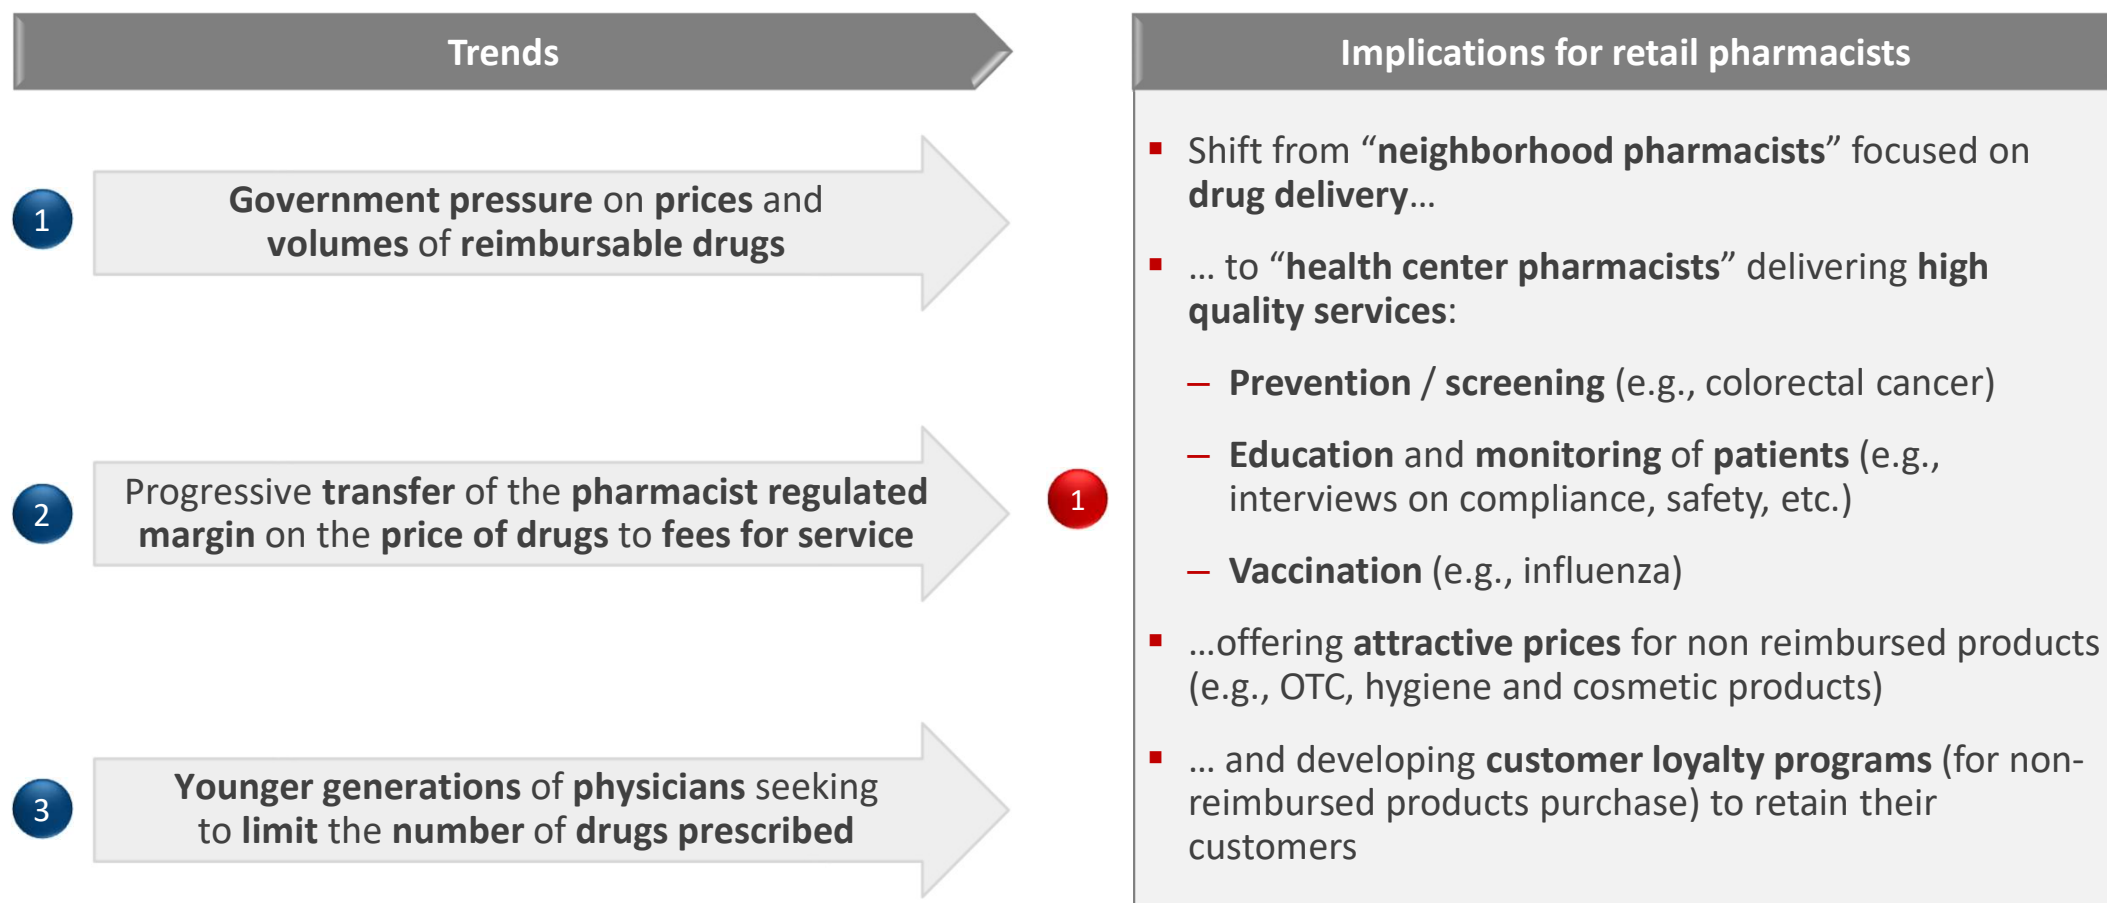 Trends
1
Government pressure on prices and
volumes of reimbursable drugs
2
Progressive transfer of the pharmacist regulated
margin on the price of drugs to fees for service
3
Younger generations of physicians seeking
to limit the number of drugs prescribed
1
Implications for retail pharmacists
▪ Shift from “neighborhood pharmacists” focused on
drug delivery…
▪ … to “health center pharmacists” delivering high
quality services:
– Prevention / screening (e.g., colorectal cancer)
– Education and monitoring of patients (e.g.,
interviews on compliance, safety, etc.)
– Vaccination (e.g., influenza)
▪ …offering attractive prices for non reimbursed products
(e.g., OTC, hygiene and cosmetic products)
▪ … and developing customer loyalty programs (for non-
reimbursed products purchase) to retain their
customers